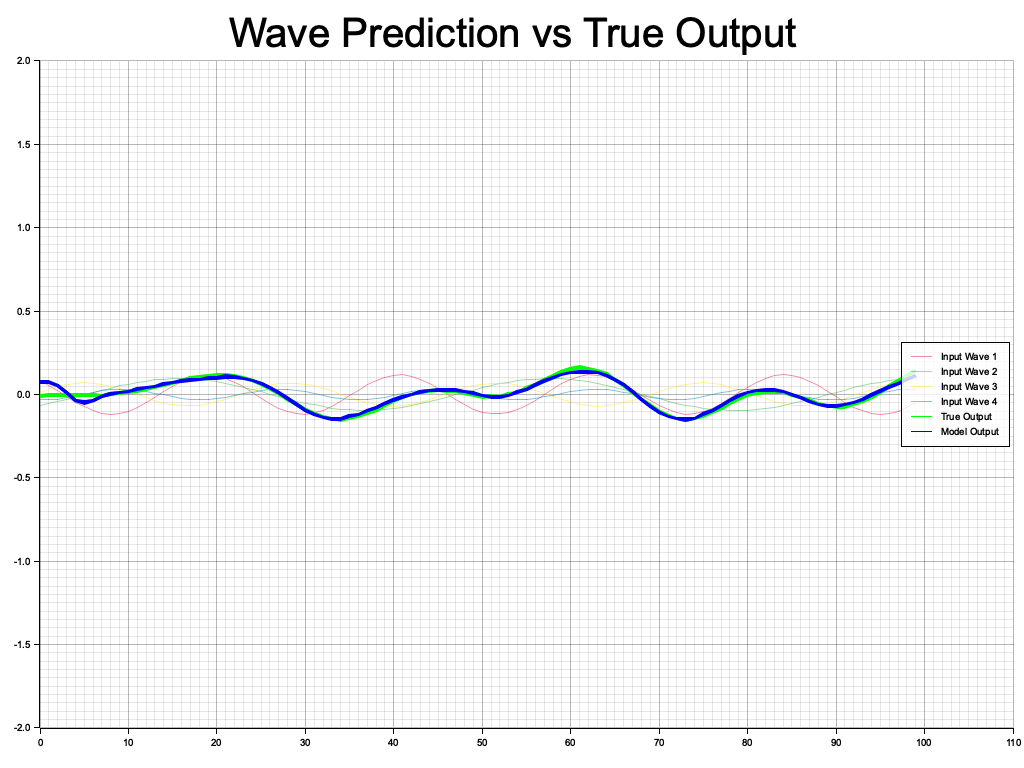 Wave Prediction vs True Output
2.0
1.5
1.0
0.5
0.0
-0.5
-1.0
-1.5
-2.0
0 10 20 30 40 50 60 70 80 90 100 110
Input Wave 1
Input Wave 2
Input Wave 3
Input Wave 4
True Output
Model Output